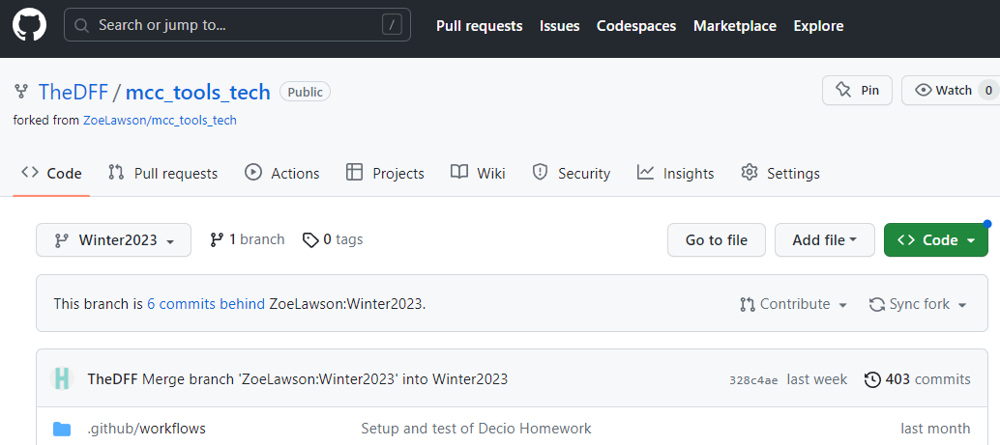 Search or jump to... / Pull requests Issues Codespaces Marketplace Explore
TheDFF / mcc_tools_tech Public Pin Watch 0
forked from ZoeLawson/mcc_tools_tech
Code Pull requests Actions Projects Wiki Security Insights Settings
Winter2023 1 branch 0 tags Go to file Add file Code
This branch is 6 commits behind ZoeLawson:Winter2023. Contribute Sync fork
TheDFF Merge branch 'ZoeLawson:Winter2023' into Winter2023 328c4ae last week 403 commits
.github/workflows Setup and test of Decio Homework last month